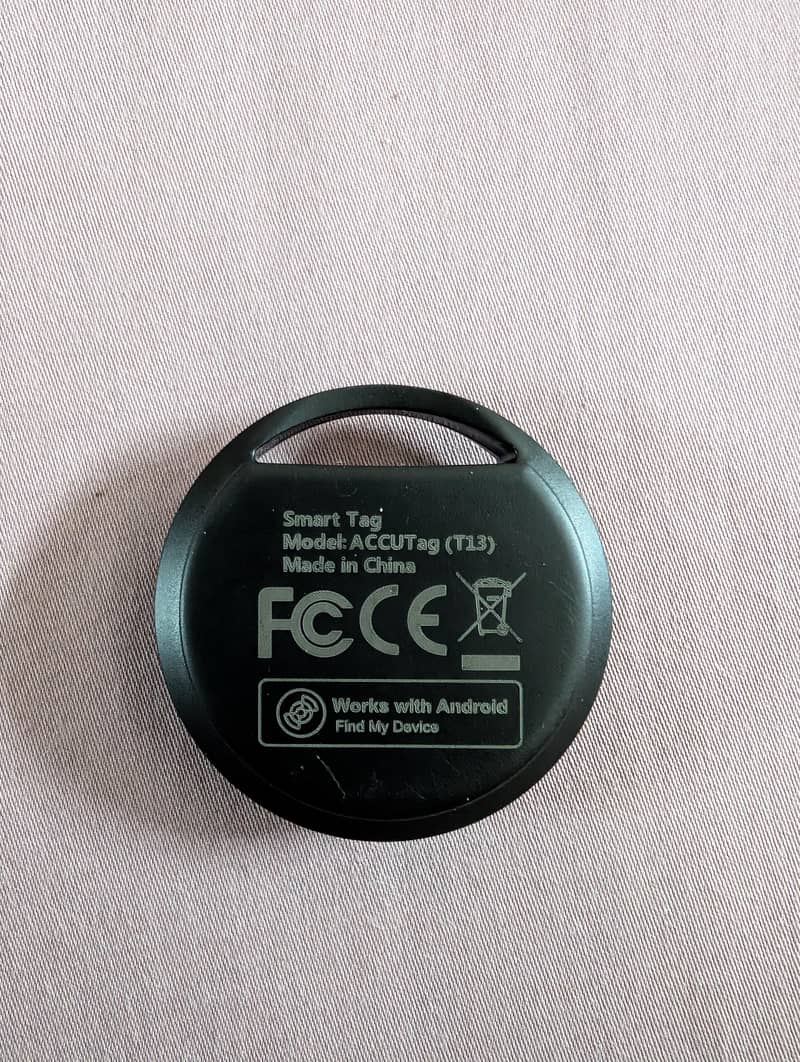 Smart Tag
Model:ACCUTag (T13)
Made in China
FC CE
Works with Android
Find My Device